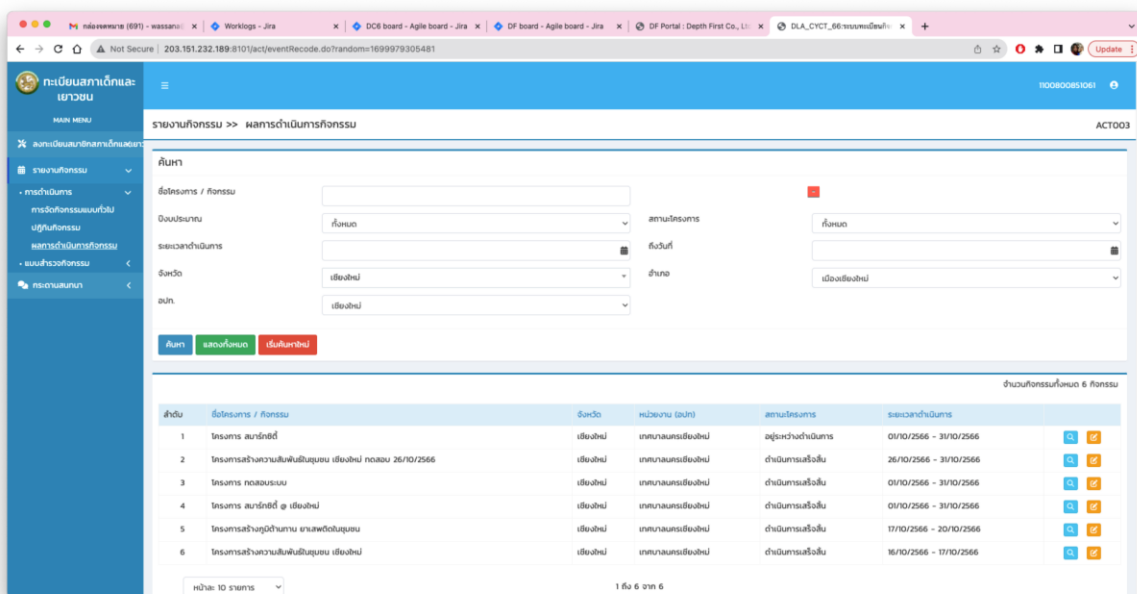 กล่องจดหมาย (691) - wassana
Worklogs - Jira
DC6 board - Agile board - Jira
DF board - Agile board - Jira
DF Portal : Depth First Co., Lt
DLA_CYCT_66:ระบบทะเบียน
Not Secure | 203.151.232.189:8101/act/eventRecode.do?random=1699979305481
Update
ทะเบียนสภาเด็กและ
เยาวชน
1100800851061
MAIN MENU
รายงานกิจกรรม >> ผลการดำเนินการกิจกรรม
ACT003
ลงทะเบียนสมาชิกสภาเด็กและเยาว
รายงานกิจกรรม
• การดำเนินการ
การจัดกิจกรรมแบบทั่วไป
ปฏิทินกิจกรรม
ผลการดำเนินการกิจกรรม
• แบบสำรวจกิจกรรม
กระดานสนทนา
ค้นหา
ชื่อโครงการ / กิจกรรม
ปีงบประมาณ ทั้งหมด สถานะโครงการ ทั้งหมด
ระยะเวลาดำเนินการ ถึงวันที่
จังหวัด เชียงใหม่ อำเภอ เมืองเชียงใหม่
อปท. เชียงใหม่
ค้นหา แสดงทั้งหมด เริ่มค้นหาใหม่
จำนวนกิจกรรมทั้งหมด 6 กิจกรรม
ลำดับ ชื่อโครงการ / กิจกรรม จังหวัด หน่วยงาน (อปท) สถานะโครงการ ระยะเวลาดำเนินการ
1 โครงการ สมาร์ทซิตี้ เชียงใหม่ เทศบาลนครเชียงใหม่ อยู่ระหว่างดำเนินการ 01/10/2566 - 31/10/2566
2 โครงการสร้างความสัมพันธ์ในชุมชน เชียงใหม่ ทดสอบ 26/10/2566 เชียงใหม่ เทศบาลนครเชียงใหม่ ดำเนินการเสร็จสิ้น 26/10/2566 - 31/10/2566
3 โครงการ ทดสอบระบบ เชียงใหม่ เทศบาลนครเชียงใหม่ ดำเนินการเสร็จสิ้น 01/10/2566 - 31/10/2566
4 โครงการ สมาร์ทซิตี้ @ เชียงใหม่ เชียงใหม่ เทศบาลนครเชียงใหม่ ดำเนินการเสร็จสิ้น 01/10/2566 - 31/10/2566
5 โครงการสร้างภูมิต้านทาน ยาเสพติดในชุมชน เชียงใหม่ เทศบาลนครเชียงใหม่ ดำเนินการเสร็จสิ้น 17/10/2566 - 20/10/2566
6 โครงการสร้างความสัมพันธ์ในชุมชน เชียงใหม่ เชียงใหม่ เทศบาลนครเชียงใหม่ ดำเนินการเสร็จสิ้น 16/10/2566 - 17/10/2566
หน้าละ 10 รายการ
1 ถึง 6 จาก 6